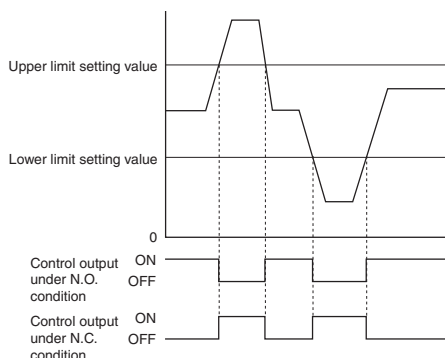 Upper limit setting value
Lower limit setting value
0
Control output
under N.O.
condition
ON
OFF
Control output
under N.C.
condition
ON
OFF